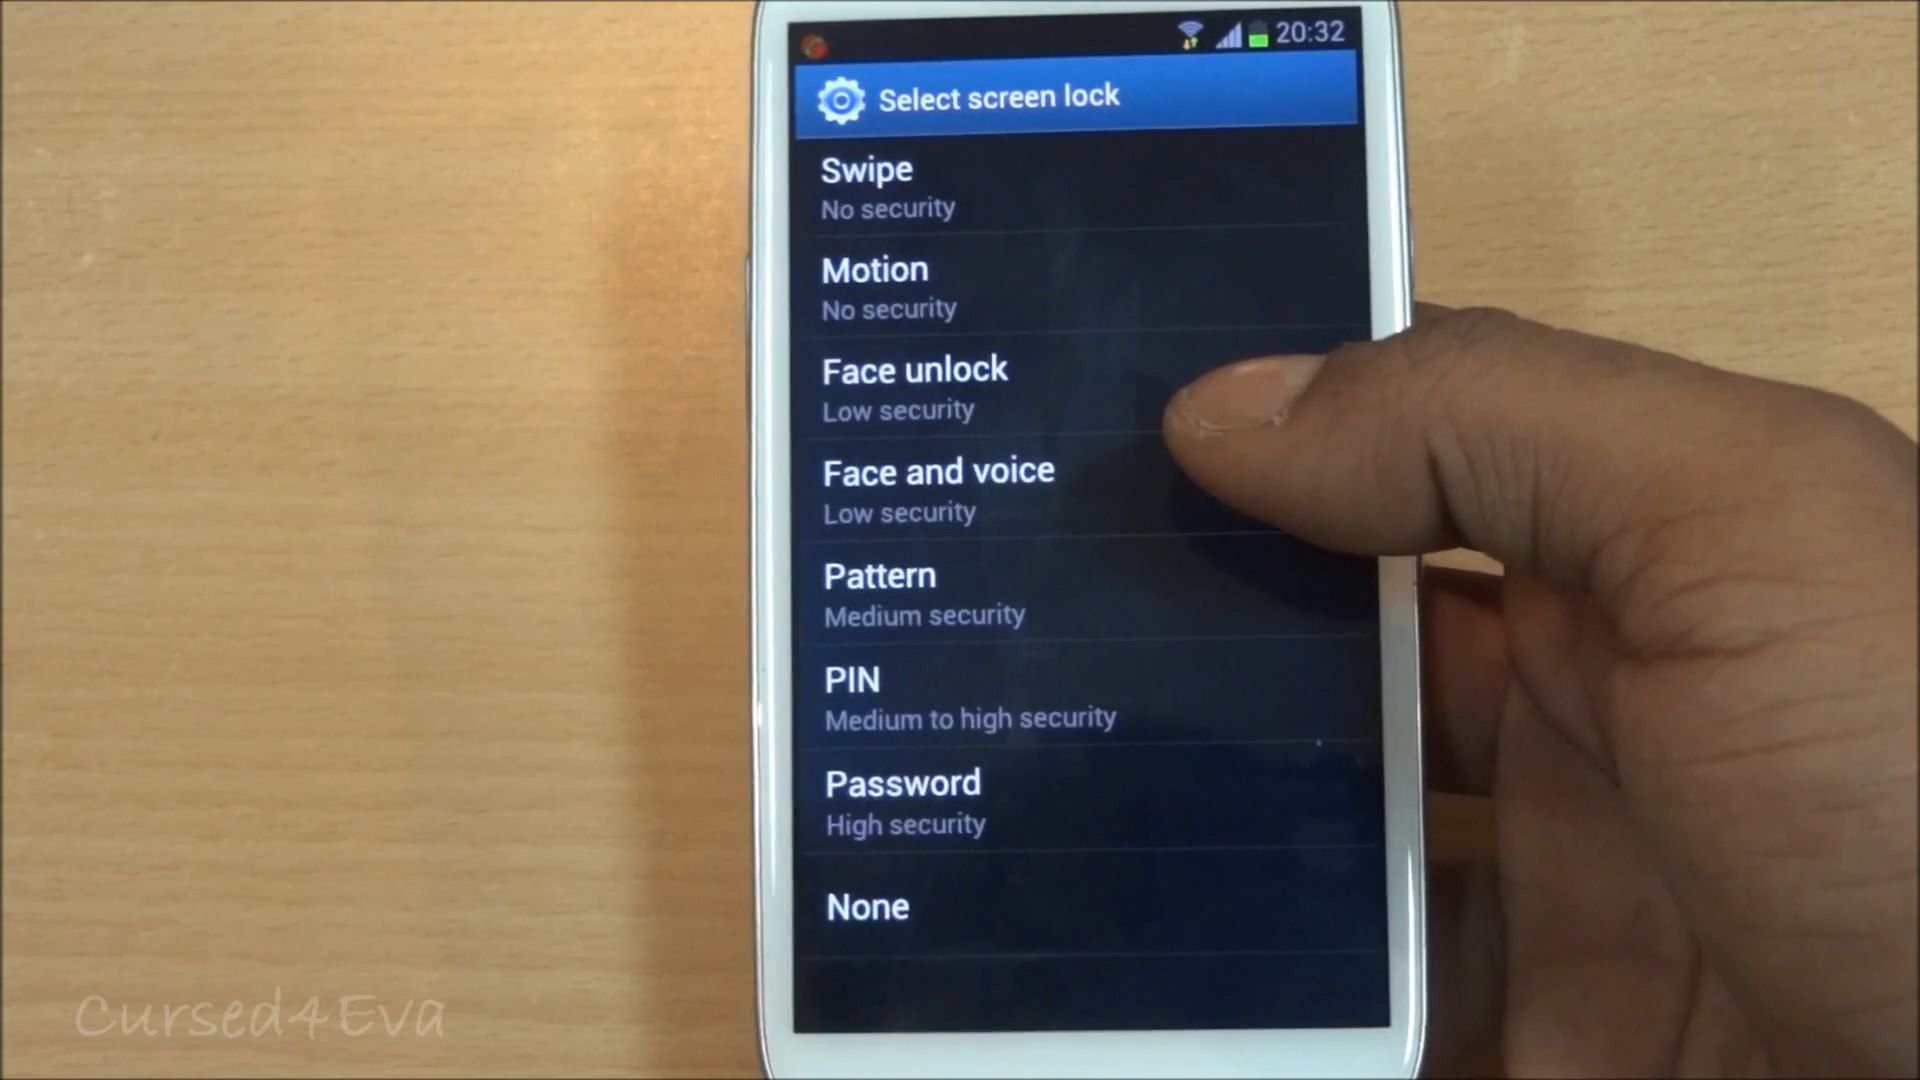 20:32
Select screen lock
Swipe
No security
Motion
No security
Face unlock
Low security
Face and voice
Low security
Pattern
Medium security
PIN
Medium to high security
Password
High security
None
Cursed4Eva